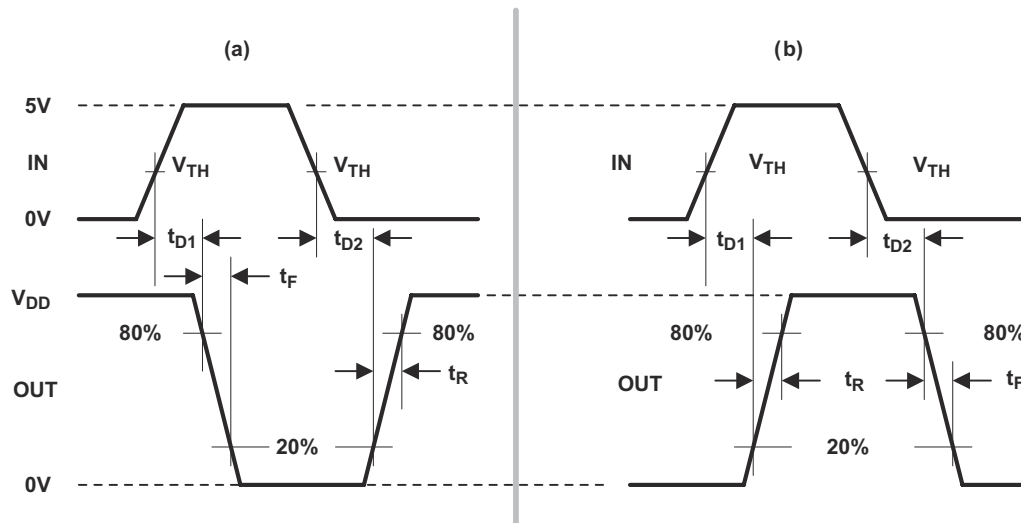 (a)
(b)
5V
IN
V_TH
V_TH
0V
t_D1
t_D2
t_F
V_DD
80%
80%
OUT
t_R
20%
0V
IN
V_TH
V_TH
t_D1
t_D2
80%
80%
OUT
t_R
t_F
20%